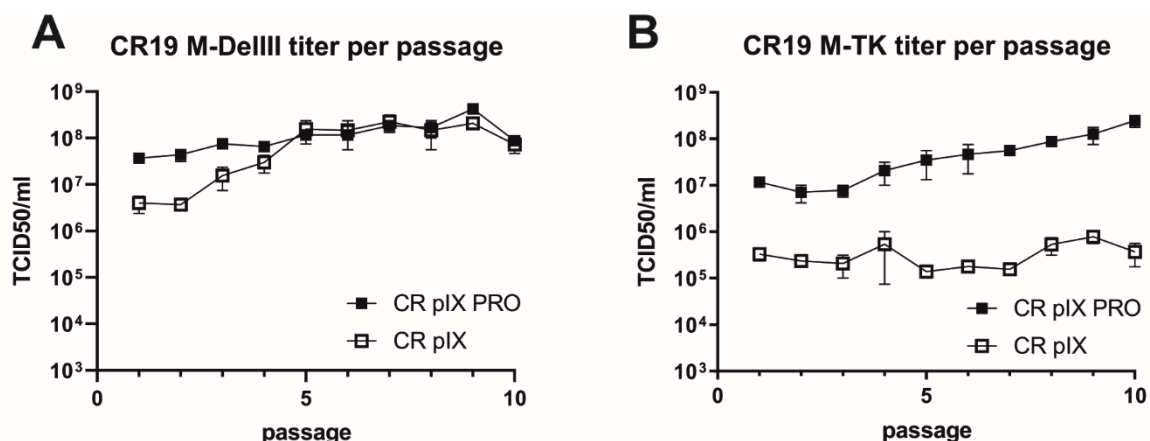 A
CR19 M-DelIII titer per passage
TCID50/ml
10⁹
10⁸
10⁷
10⁶
10⁵
10⁴
10³
0
5
10
passage
CR pIX PRO
CR pIX
B
CR19 M-TK titer per passage
TCID50/ml
10⁹
10⁸
10⁷
10⁶
10⁵
10⁴
10³
0
5
10
passage
CR pIX PRO
CR pIX